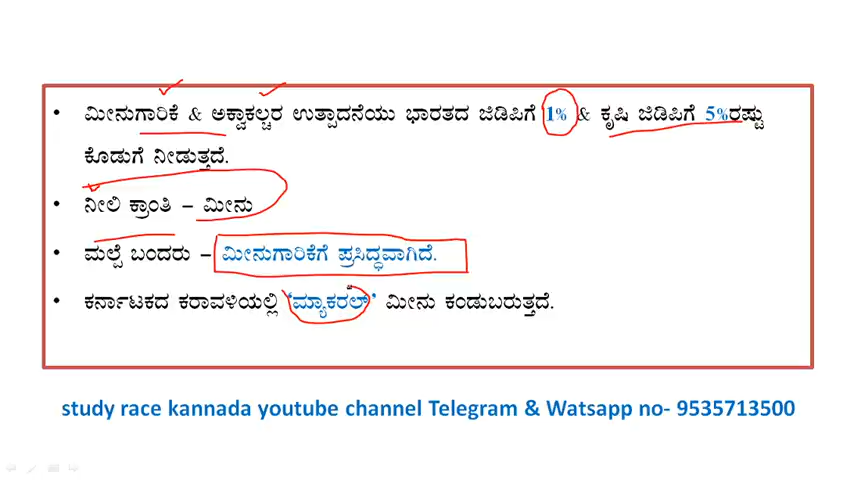 • ಮೀನುಗಾರಿಕೆ & ಅಕ್ವಾಕಲ್ಚರ ಉತ್ಪಾದನೆಯು ಭಾರತದ ಜಿಡಿಪಿಗೆ 1% & ಕೃಷಿ ಜಿಡಿಪಿಗೆ 5%ರಷ್ಟು
ಕೊಡುಗೆ ನೀಡುತ್ತದೆ.
• ನೀಲಿ ಕ್ರಾಂತಿ – ಮೀನು
• ಮಲ್ಪೆ ಬಂದರು – ಮೀನುಗಾರಿಕೆಗೆ ಪ್ರಸಿದ್ಧವಾಗಿದೆ.
• ಕರ್ನಾಟಕದ ಕರಾವಳಿಯಲ್ಲಿ ‘ಮ್ಯಾಕರಲ್’ ಮೀನು ಕಂಡುಬರುತ್ತದೆ.
study race kannada youtube channel Telegram & Watsapp no- 9535713500